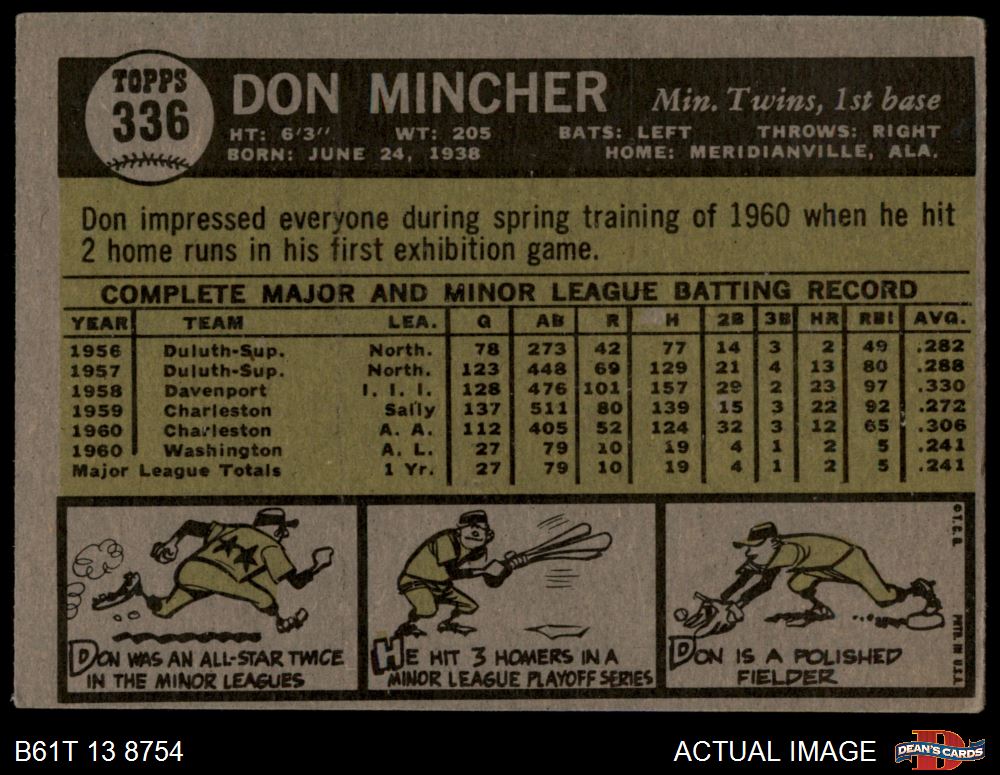 TOPPS
336
DON MINCHER Min. Twins, 1st base
HT: 6'3" WT: 205 BATS: LEFT THROWS: RIGHT
BORN: JUNE 24, 1938 HOME: MERIDIANVILLE, ALA.
Don impressed everyone during spring training of 1960 when he hit
2 home runs in his first exhibition game.
COMPLETE MAJOR AND MINOR LEAGUE BATTING RECORD
YEAR TEAM LEA. G AB R H 2B 3B HR RBI AVG.
1956 Duluth-Sup. North. 78 273 42 77 14 3 2 49 .282
1957 Duluth-Sup. North. 123 448 69 129 21 4 13 80 .288
1958 Davenport I. I. I. 128 476 101 157 29 2 23 97 .330
1959 Charleston Sally 137 511 80 139 15 3 22 92 .272
1960 Charleston A. A. 112 405 52 124 32 3 12 65 .306
1960 Washington A. L. 27 79 10 19 4 1 2 5 .241
Major League Totals 1 Yr. 27 79 10 19 4 1 2 5 .241
DON WAS AN ALL-STAR TWICE
IN THE MINOR LEAGUES
HE HIT 3 HOMERS IN A
MINOR LEAGUE PLAYOFF SERIES
DON IS A POLISHED
FIELDER
© T.C.G. PRTD. IN U.S.A.
B61T 13 8754 ACTUAL IMAGE
D
DEAN'S CARDS